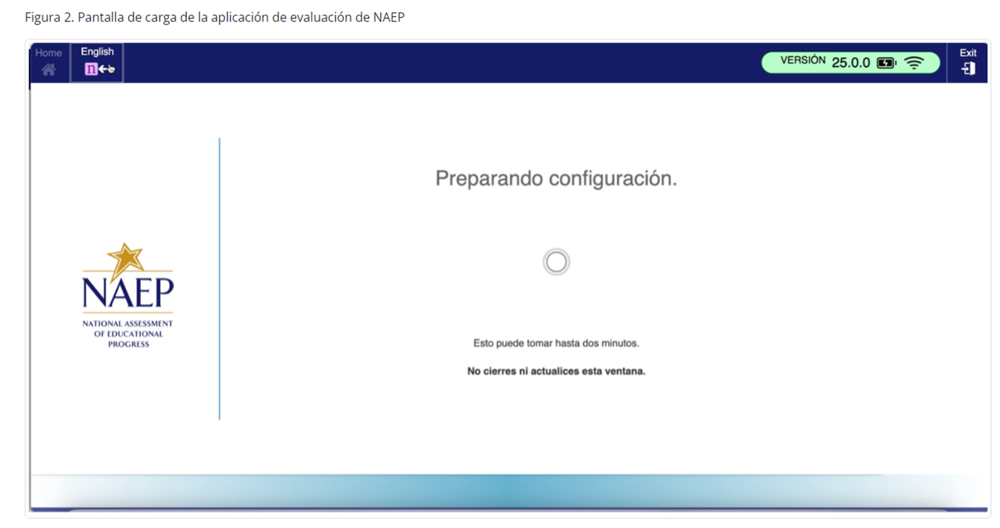 Figura 2. Pantalla de carga de la aplicación de evaluación de NAEP
Home
English
n
VERSIÓN 25.0.0
Exit
Preparando configuración.
NAEP
NATIONAL ASSESSMENT
OF EDUCATIONAL
PROGRESS
Esto puede tomar hasta dos minutos.
No cierres ni actualices esta ventana.